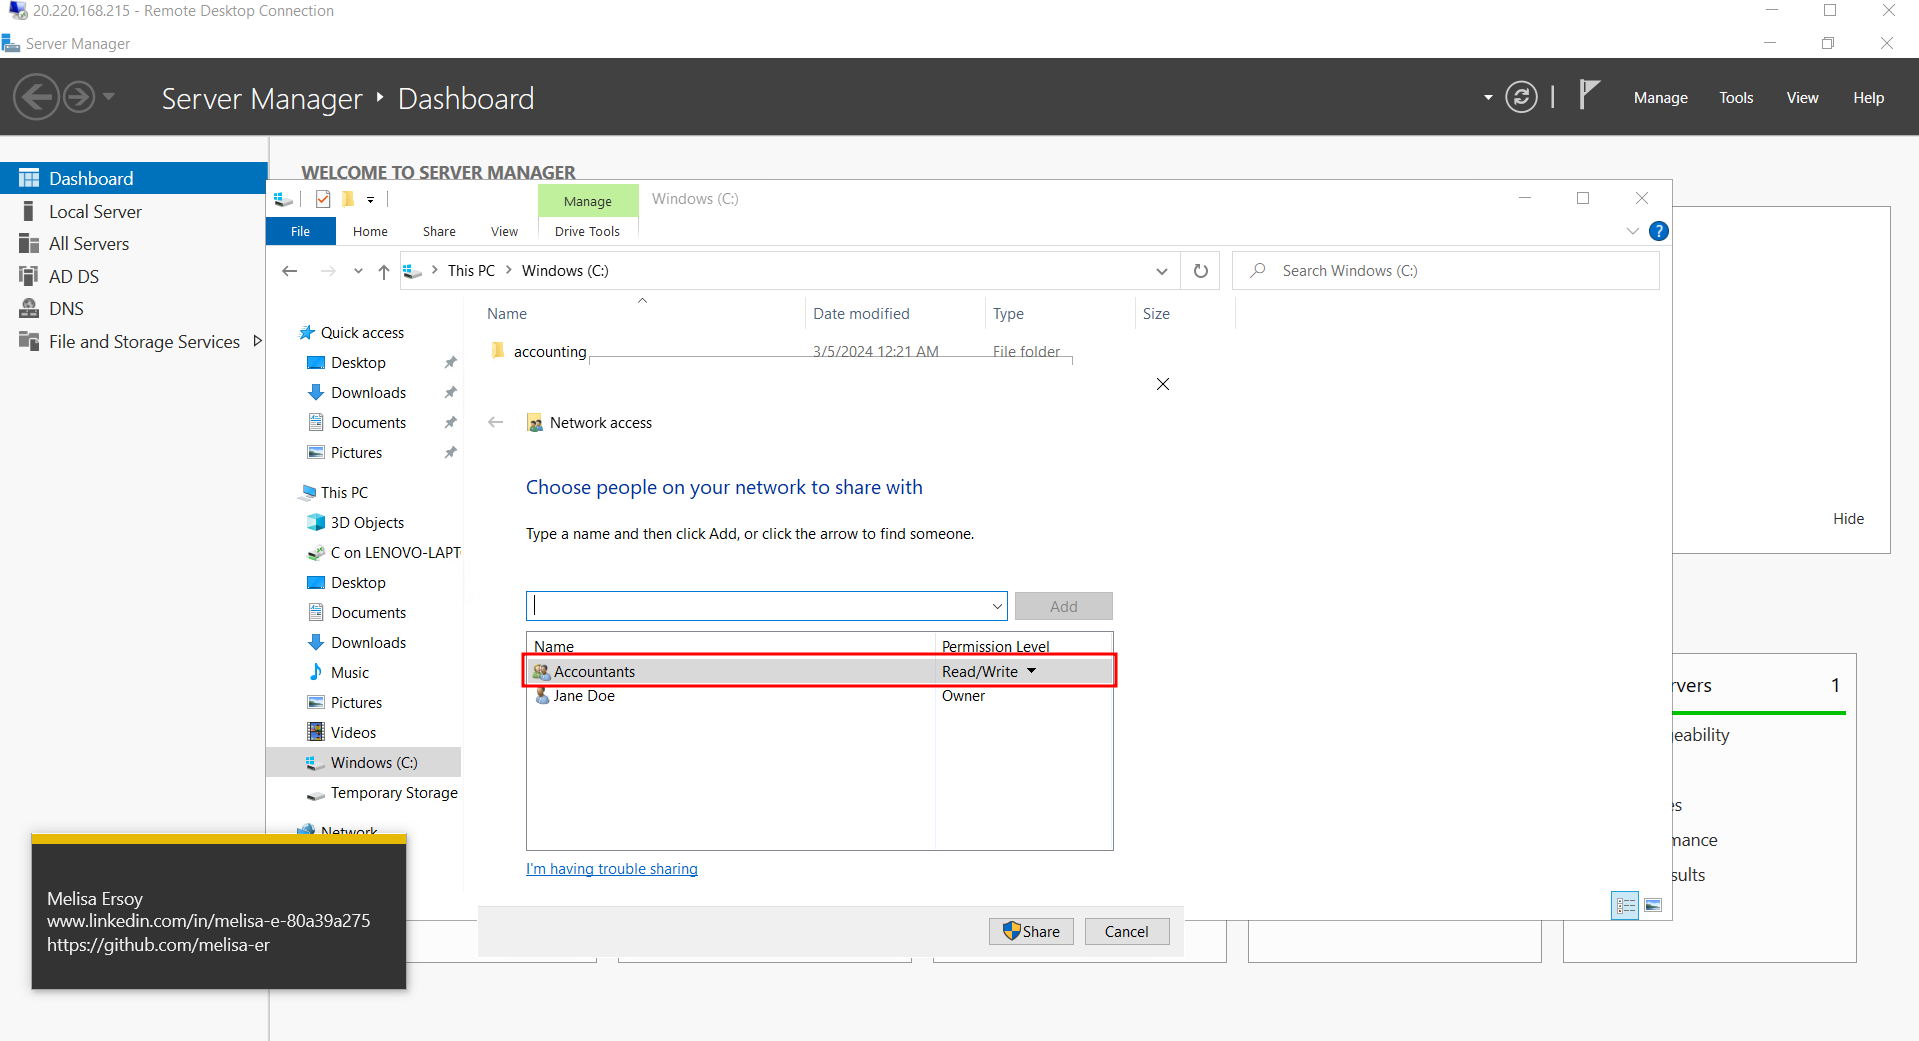 20.220.168.215 - Remote Desktop Connection
Server Manager
Server Manager Dashboard
Manage Tools View Help
Dashboard
Local Server
All Servers
AD DS
DNS
File and Storage Services
WELCOME TO SERVER MANAGER
Manage
Windows (C:)
File Home Share View Drive Tools
?
This PC Windows (C:)
Search Windows (C:)
Quick access
Desktop
Downloads
Documents
Pictures
This PC
3D Objects
C on LENOVO-LAPT
Desktop
Documents
Downloads
Music
Pictures
Videos
Windows (C:)
Temporary Storage
Network
Name Date modified Type Size
accounting 3/5/2024 12:21 AM File folder
Network access
Choose people on your network to share with
Type a name and then click Add, or click the arrow to find someone.
Add
Name Permission Level
Accountants Read/Write
Jane Doe Owner
I'm having trouble sharing
Share Cancel
Hide
rvers 1
eability
es
mance
sults
Melisa Ersoy
www.linkedin.com/in/melisa-e-80a39a275
https://github.com/melisa-er